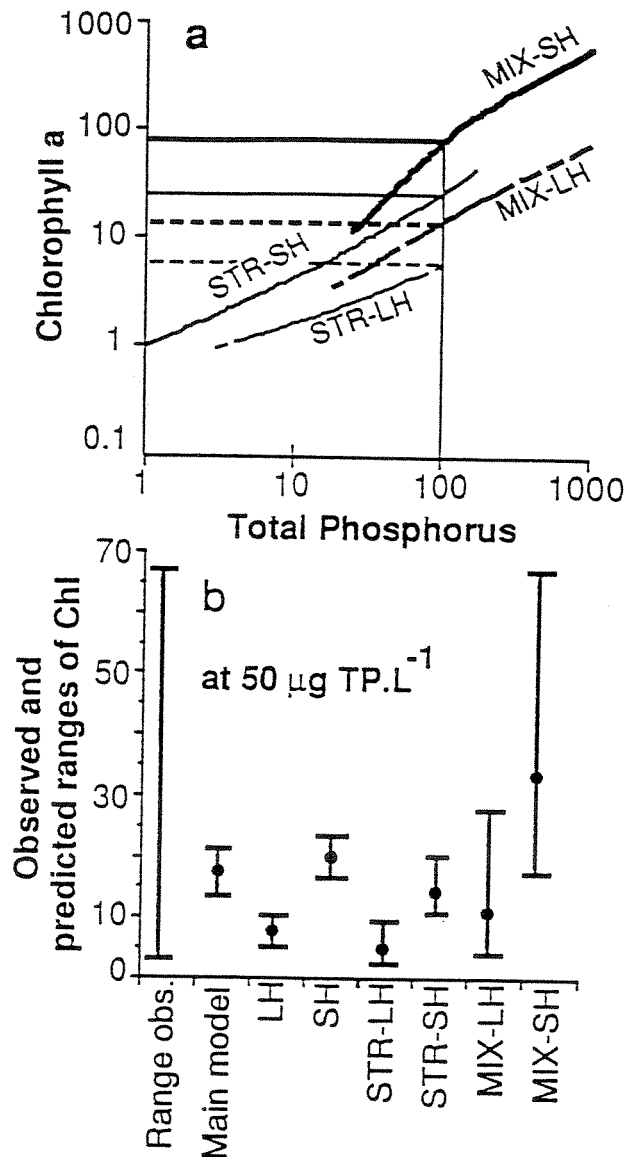 a
1000
100
10
1
0.1
Chlorophyll a
MIX-SH
MIX-LH
STR-SH
STR-LH
1 10 100 1000
Total Phosphorus
b
at 50 µg TP.L⁻¹
70
50
30
10
0
Observed and
predicted ranges of Chl
Range obs.
Main model
LH
SH
STR-LH
STR-SH
MIX-LH
MIX-SH